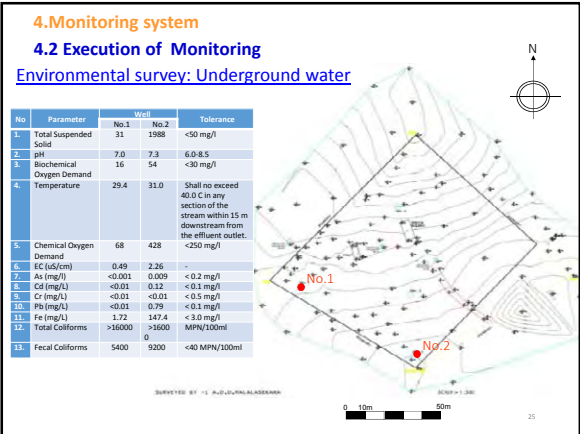 4.Monitoring system
4.2 Execution of Monitoring
Environmental survey: Underground water
N
No Parameter Well Tolerance
No.1 No.2
1. Total Suspended Solid 31 1988 <50 mg/l
2. pH 7.0 7.3 6.0-8.5
3. Biochemical Oxygen Demand 16 54 <30 mg/l
4. Temperature 29.4 31.0 Shall no exceed
40.0 C in any
section of the
stream within 15 m
downstream from
the effluent outlet.
5. Chemical Oxygen Demand 68 428 <250 mg/l
6. EC (uS/cm) 0.49 2.26 -
7. As (mg/l) <0.001 0.009 < 0.2 mg/l
8. Cd (mg/L) <0.01 0.12 < 0.1 mg/l
9. Cr (mg/L) <0.01 <0.01 < 0.5 mg/l
10. Pb (mg/L) <0.01 0.79 < 0.1 mg/l
11. Fe (mg/L) 1.72 147.4 < 3.0 mg/l
12. Total Coliforms >16000 >16000 MPN/100ml
13. Fecal Coliforms 5400 9200 <40 MPN/100ml
No.1
No.2
SURVEYED BY
0 10m 50m
25